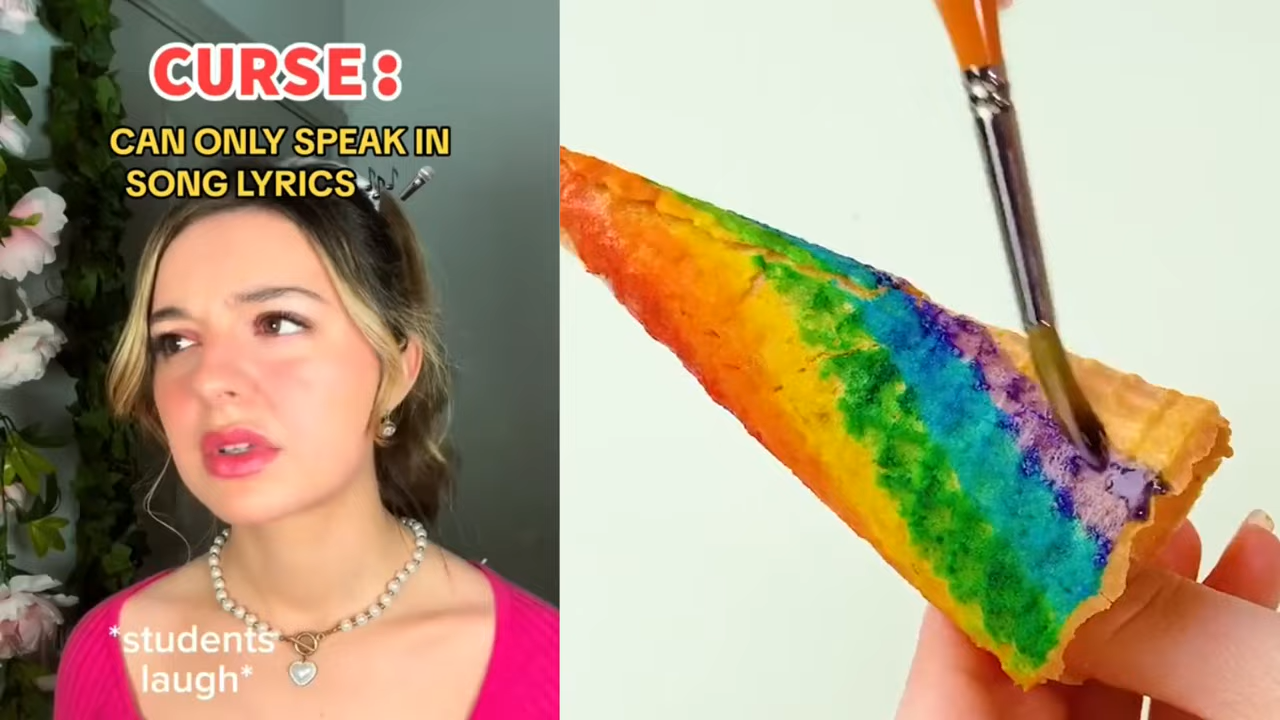 CURSE:
CAN ONLY SPEAK IN
SONG LYRICS🎶🎤
*students
laugh*